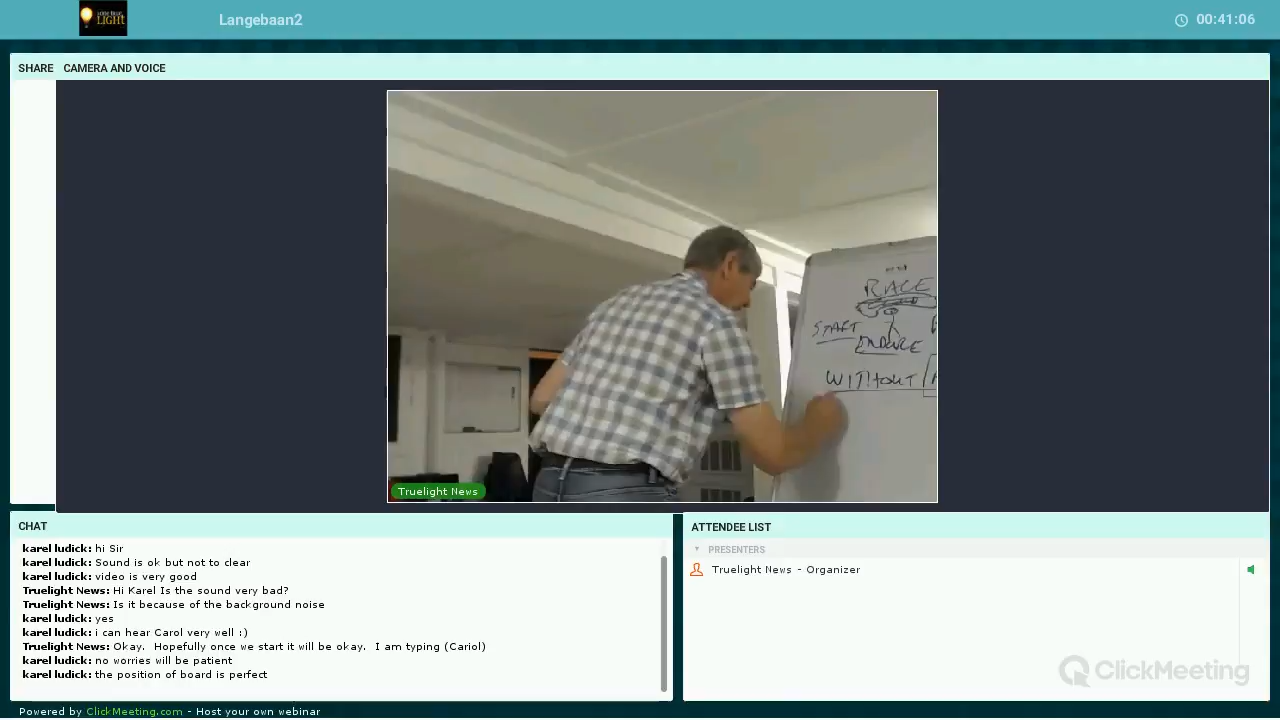 LIGHT
Langebaan2
00:41:06
SHARE CAMERA AND VOICE
RACE
START
ENDURE
WITHOUT
Truelight News
CHAT
karel ludick: hi Sir
karel ludick: Sound is ok but not to clear
karel ludick: video is very good
Truelight News: Hi Karel Is the sound very bad?
Truelight News: Is it because of the background noise
karel ludick: yes
karel ludick: i can hear Carol very well :)
Truelight News: Okay. Hopefully once we start it will be okay. I am typing (Cariol)
karel ludick: no worries will be patient
karel ludick: the position of board is perfect
ATTENDEE LIST
PRESENTERS
Truelight News - Organizer
ClickMeeting
Powered by ClickMeeting.com - Host your own webinar